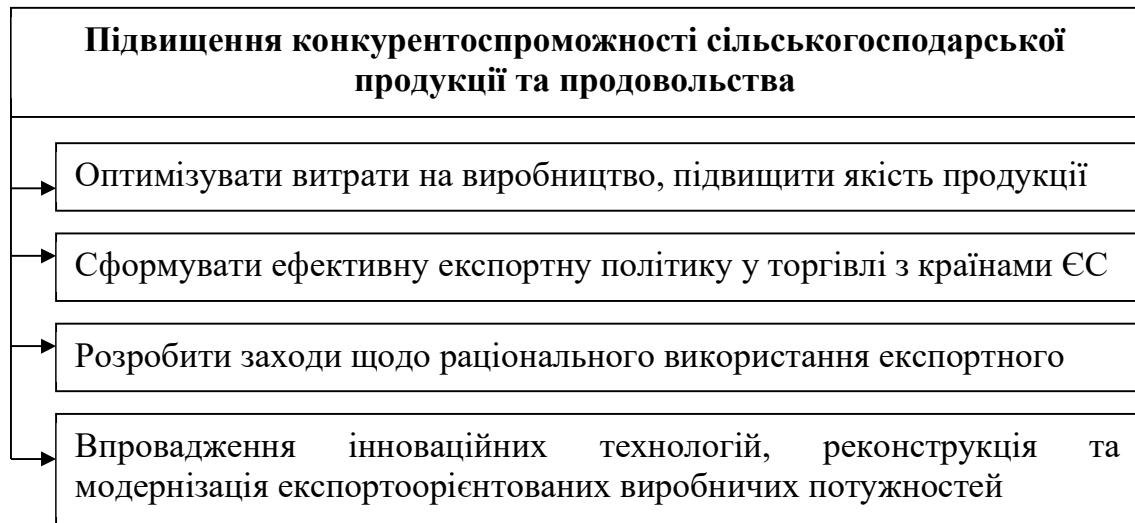 Підвищення конкурентоспроможності сільськогосподарської
продукції та продовольства
Оптимізувати витрати на виробництво, підвищити якість продукції
Сформувати ефективну експортну політику у торгівлі з країнами ЄС
Розробити заходи щодо раціонального використання експортного
Впровадження інноваційних технологій, реконструкція та
модернізація експортоорієнтованих виробничих потужностей